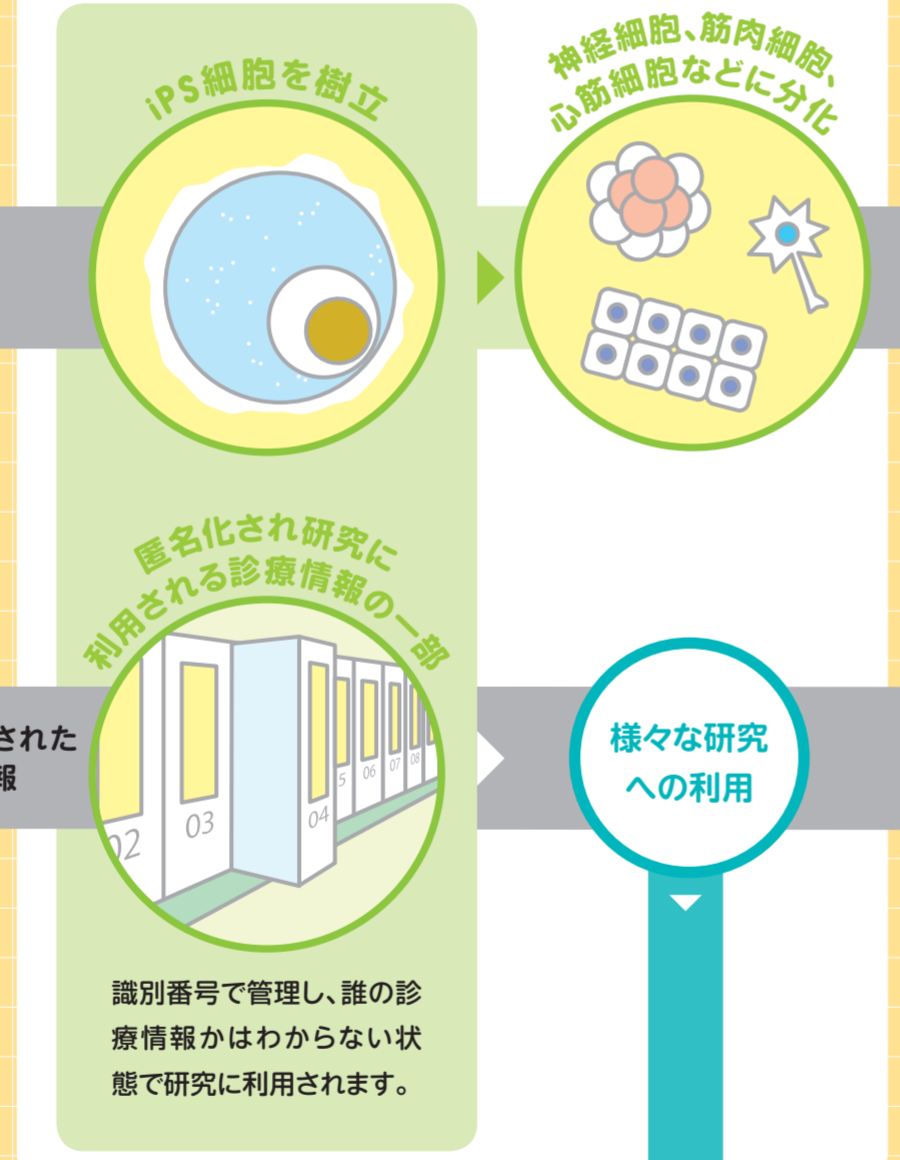 iPS細胞を樹立
神経細胞、筋肉細胞、
心筋細胞などに分化
匿名化され研究に
利用される診療情報の一部
された
報
02
03
04
5
06
07
08
様々な研究
への利用
識別番号で管理し、誰の診
療情報かはわからない状
態で研究に利用されます。